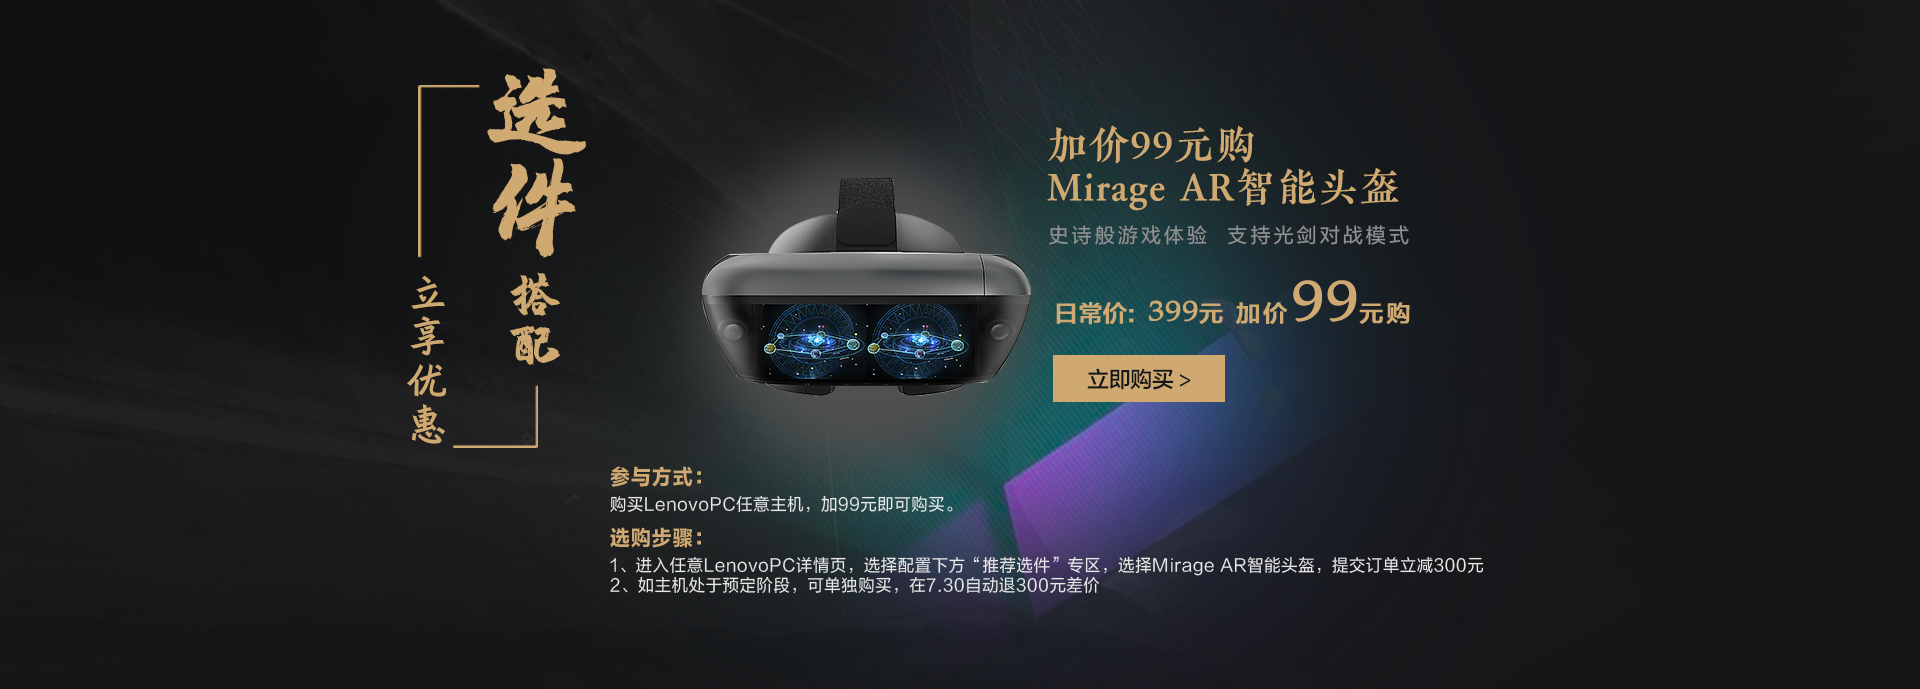 选件
搭配
立享优惠
加价99元购
Mirage AR智能头盔
史诗般游戏体验 支持光剑对战模式
日常价: 399元 加价99元购
立即购买 >
参与方式:
购买LenovoPC任意主机，加99元即可购买。
选购步骤:
1、进入任意LenovoPC详情页，选择配置下方“推荐选件”专区，选择Mirage AR智能头盔，提交订单立减300元
2、如主机处于预定阶段，可单独购买，在7.30自动退300元差价